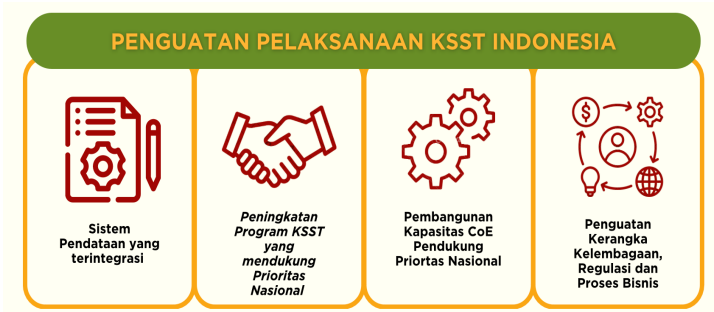 PENGUATAN PELAKSANAAN KSST INDONESIA
Sistem
Pendataan yang
terintegrasi
Peningkatan
Program KSST
yang
mendukung
Prioritas
Nasional
Pembangunan
Kapasitas CoE
Pendukung
Priortas Nasional
Penguatan
Kerangka
Kelembagaan,
Regulasi dan
Proses Bisnis